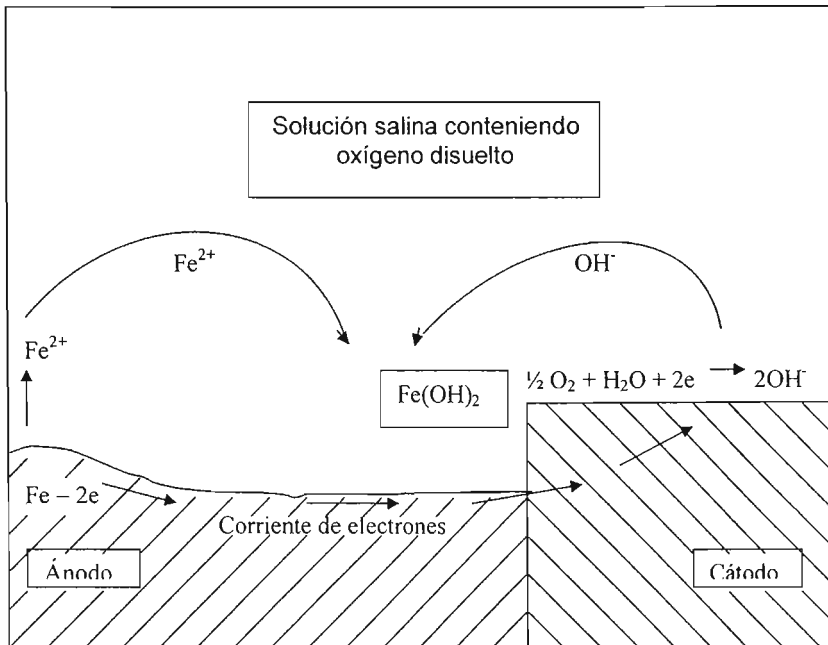 Solución salina conteniendo
oxígeno disuelto
Fe²⁺
OH⁻
Fe²⁺
½ O₂ + H₂O + 2e → 2OH⁻
Fe(OH)₂
Fe – 2e
Corriente de electrones
Ánodo
Cátodo